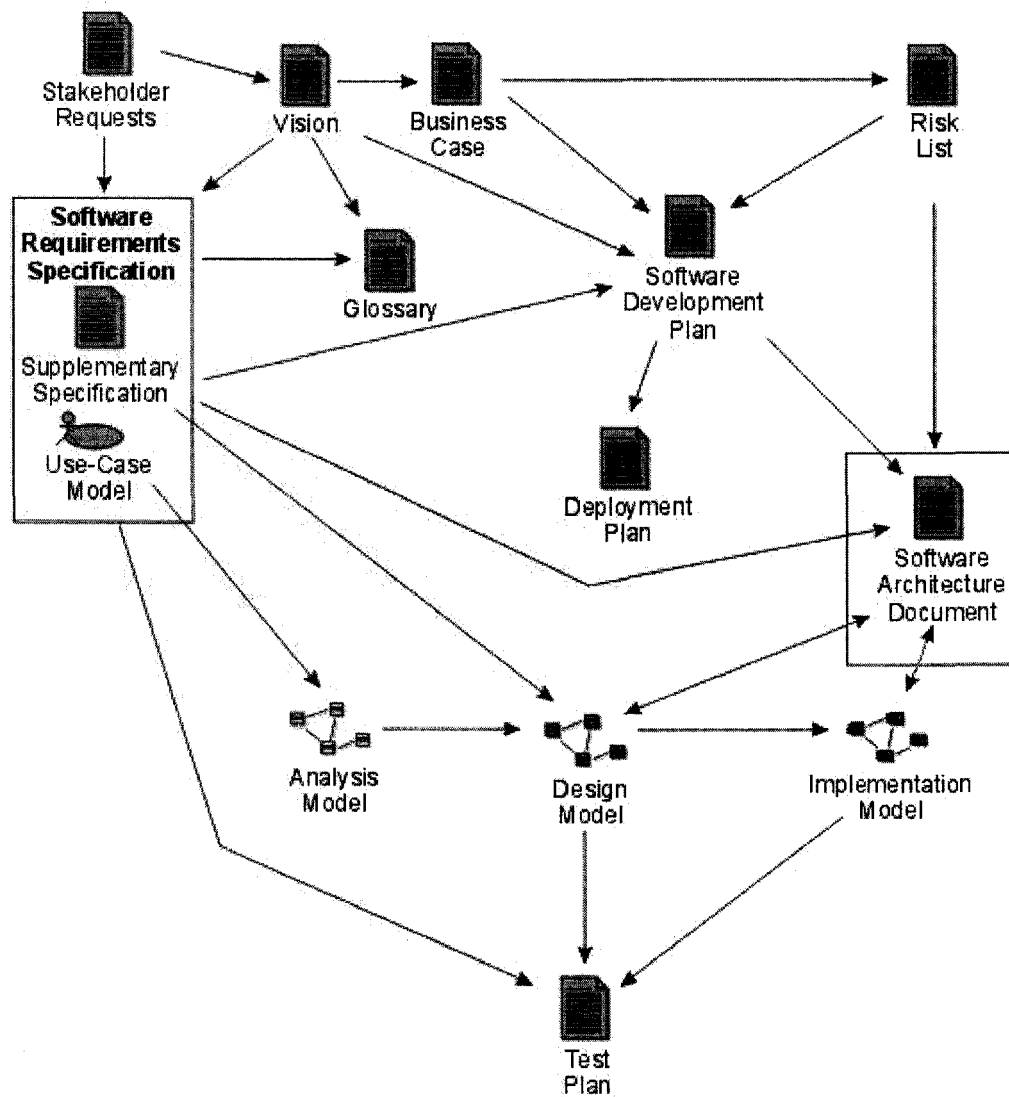 Stakeholder
Requests
Vision
Business
Case
Risk
List
Software
Requirements
Specification
Supplementary
Specification
Use-Case
Model
Glossary
Software
Development
Plan
Deployment
Plan
Software
Architecture
Document
Analysis
Model
Design
Model
Implementation
Model
Test
Plan